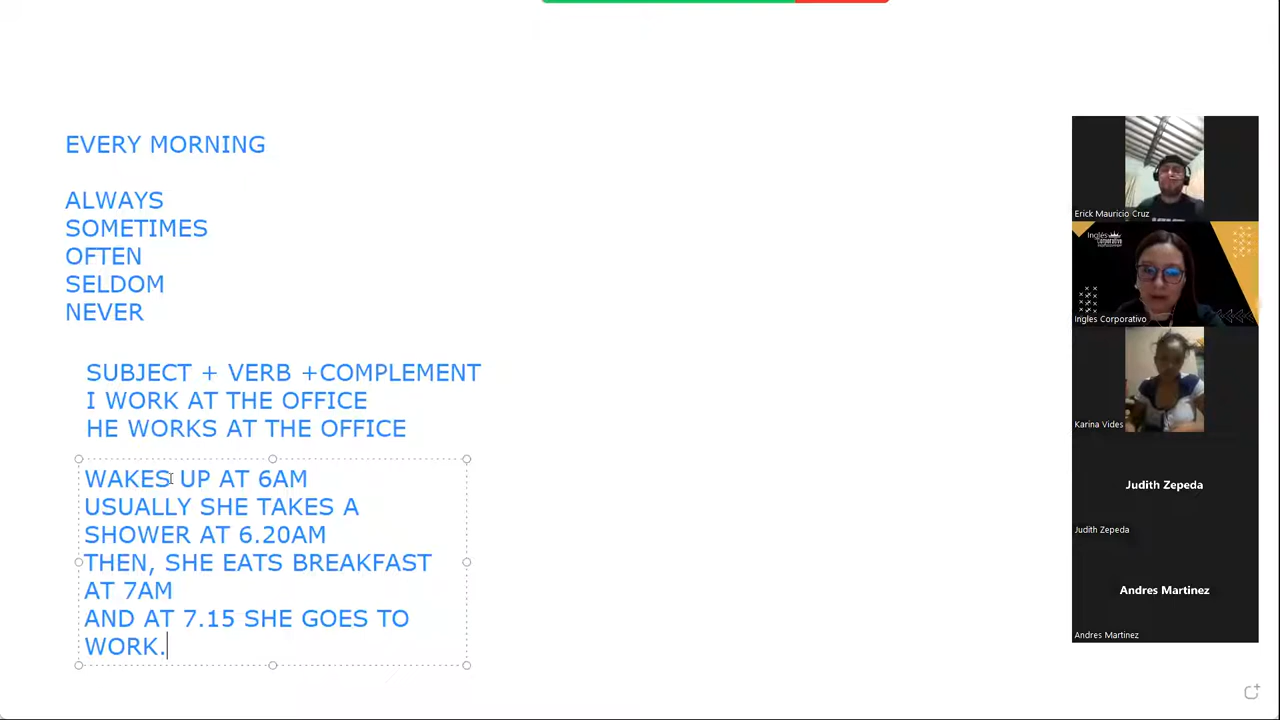 EVERY MORNING
ALWAYS
SOMETIMES
OFTEN
SELDOM
NEVER
SUBJECT + VERB +COMPLEMENT
I WORK AT THE OFFICE
HE WORKS AT THE OFFICE
WAKES UP AT 6AM
USUALLY SHE TAKES A
SHOWER AT 6.20AM
THEN, SHE EATS BREAKFAST
AT 7AM
AND AT 7.15 SHE GOES TO
WORK.
Erick Mauricio Cruz
Inglés
Corporativo
Ingles Corporativo
Karina Vides
Judith Zepeda
Judith Zepeda
Andres Martinez
Andres Martinez